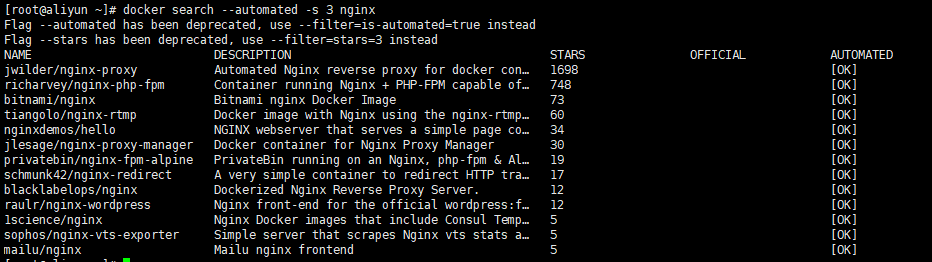 [root@aliyun ~]# docker search --automated -s 3 nginx
Flag --automated has been deprecated, use --filter=is-automated=true instead
Flag --stars has been deprecated, use --filter=stars=3 instead
NAME DESCRIPTION STARS OFFICIAL AUTOMATED
jwilder/nginx-proxy Automated Nginx reverse proxy for docker con… 1698 [OK]
richarvey/nginx-php-fpm Container running Nginx + PHP-FPM capable of… 748 [OK]
bitnami/nginx Bitnami nginx Docker Image 73 [OK]
tiangolo/nginx-rtmp Docker image with Nginx using the nginx-rtmp… 60 [OK]
nginxdemos/hello NGINX webserver that serves a simple page co… 34 [OK]
jlesage/nginx-proxy-manager Docker container for Nginx Proxy Manager 30 [OK]
privatebin/nginx-fpm-alpine PrivateBin running on an Nginx, php-fpm & Al… 19 [OK]
schmunk42/nginx-redirect A very simple container to redirect HTTP tra… 17 [OK]
blacklabelops/nginx Dockerized Nginx Reverse Proxy Server. 12 [OK]
raulr/nginx-wordpress Nginx front-end for the official wordpress:f… 12 [OK]
1science/nginx Nginx Docker images that include Consul Temp… 5 [OK]
sophos/nginx-vts-exporter Simple server that scrapes Nginx vts stats a… 5 [OK]
mailu/nginx Mailu nginx frontend 5 [OK]
[root@aliyun ~]#